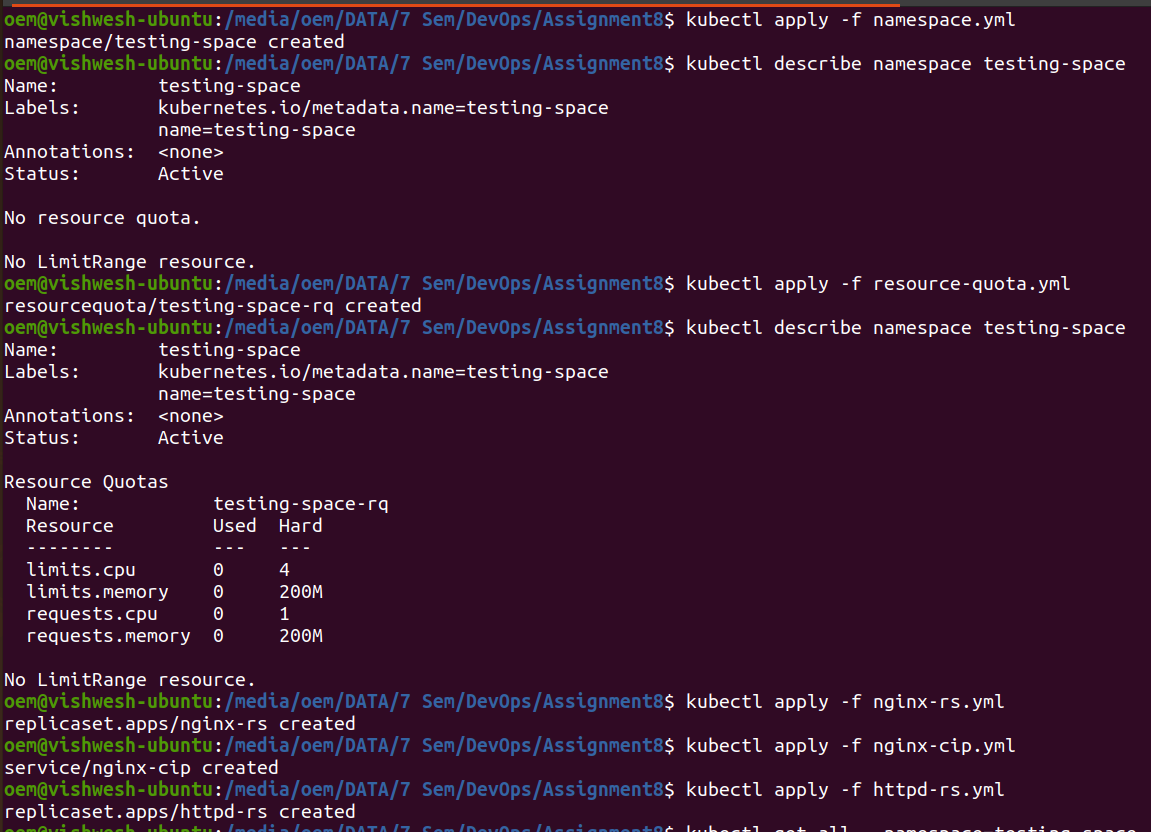 oem@vishwesh-ubuntu:/media/oem/DATA/7 Sem/DevOps/Assignment8$ kubectl apply -f namespace.yml
namespace/testing-space created
oem@vishwesh-ubuntu:/media/oem/DATA/7 Sem/DevOps/Assignment8$ kubectl describe namespace testing-space
Name:         testing-space
Labels:       kubernetes.io/metadata.name=testing-space
              name=testing-space
Annotations:  <none>
Status:       Active

No resource quota.

No LimitRange resource.
oem@vishwesh-ubuntu:/media/oem/DATA/7 Sem/DevOps/Assignment8$ kubectl apply -f resource-quota.yml
resourcequota/testing-space-rq created
oem@vishwesh-ubuntu:/media/oem/DATA/7 Sem/DevOps/Assignment8$ kubectl describe namespace testing-space
Name:         testing-space
Labels:       kubernetes.io/metadata.name=testing-space
              name=testing-space
Annotations:  <none>
Status:       Active

Resource Quotas
  Name:            testing-space-rq
  Resource         Used  Hard
  --------         ---   ---
  limits.cpu       0     4
  limits.memory    0     200M
  requests.cpu     0     1
  requests.memory  0     200M

No LimitRange resource.
oem@vishwesh-ubuntu:/media/oem/DATA/7 Sem/DevOps/Assignment8$ kubectl apply -f nginx-rs.yml
replicaset.apps/nginx-rs created
oem@vishwesh-ubuntu:/media/oem/DATA/7 Sem/DevOps/Assignment8$ kubectl apply -f nginx-cip.yml
service/nginx-cip created
oem@vishwesh-ubuntu:/media/oem/DATA/7 Sem/DevOps/Assignment8$ kubectl apply -f httpd-rs.yml
replicaset.apps/httpd-rs created